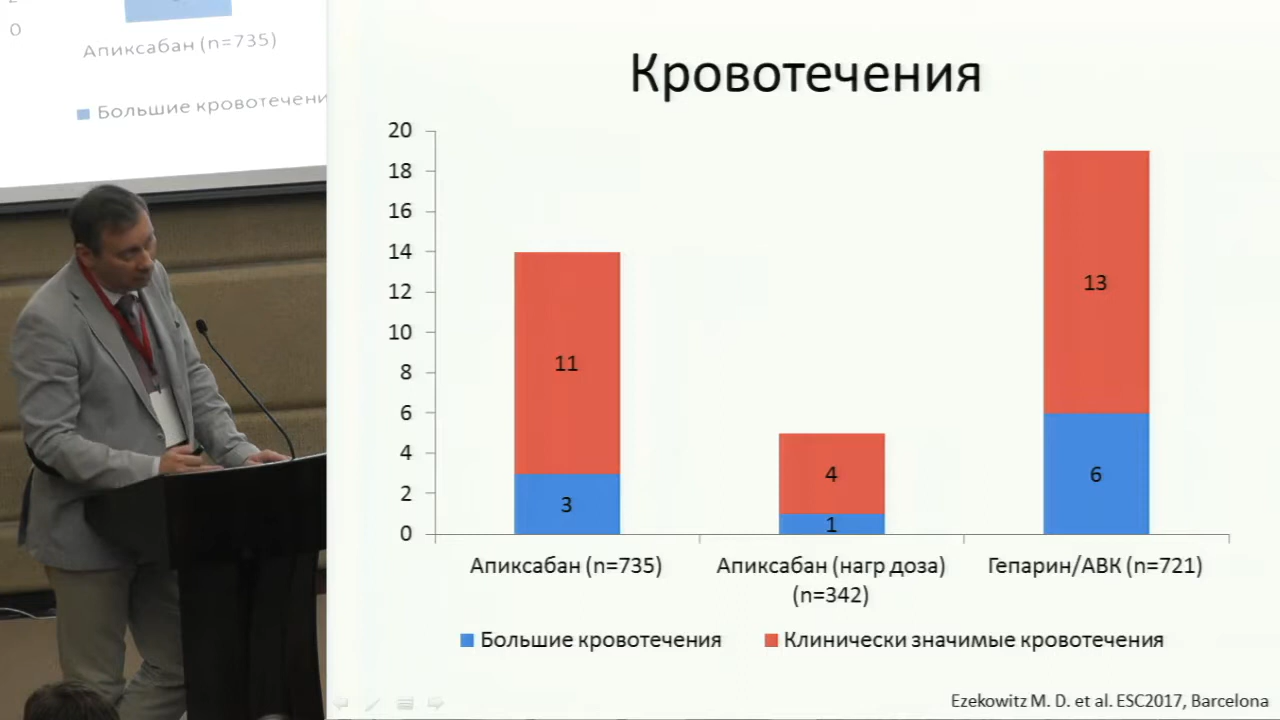 0
Апиксабан (n=735)
Большие кровотечени
Кровотечения
20
18
16
14
12
10
8
6
4
2
0
11
3
4
1
13
6
Апиксабан (n=735)
Апиксабан (нагр доза)
(n=342)
Гепарин/АВК (n=721)
Большие кровотечения
Клинически значимые кровотечения
Ezekowitz M. D. et al. ESC2017, Barcelona